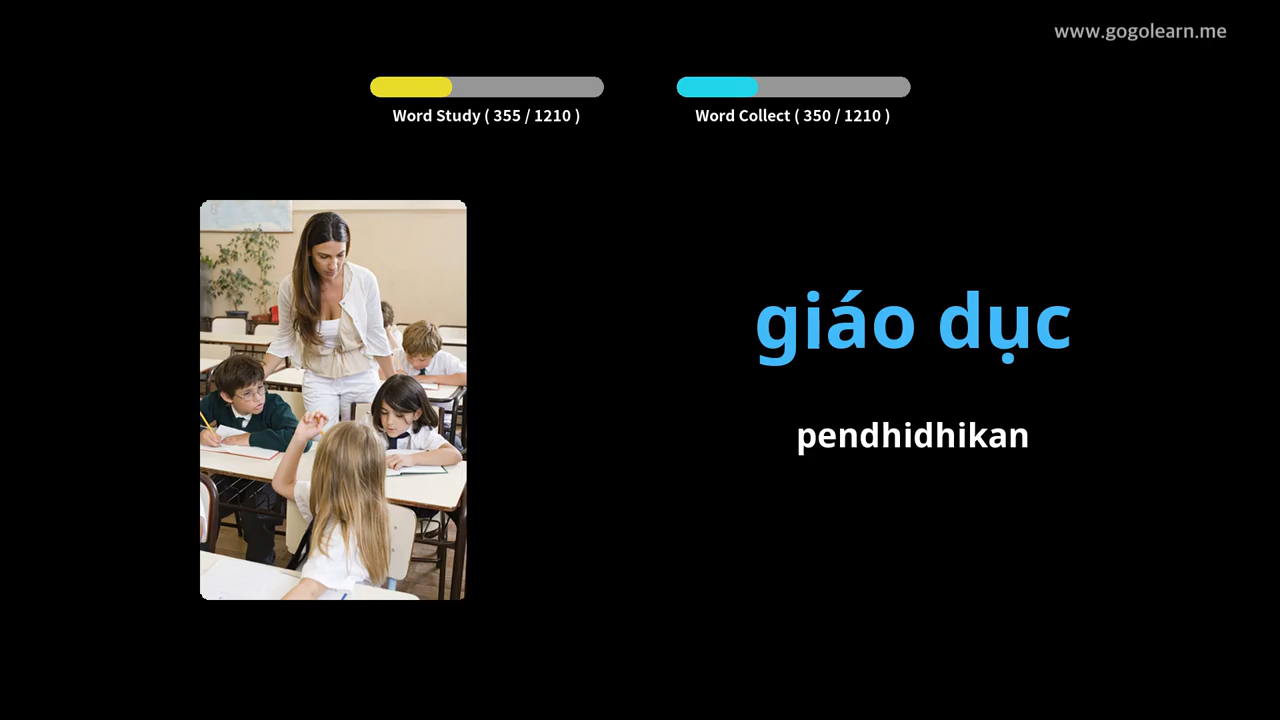 www.gogolearn.me
Word Study ( 355 / 1210 )
Word Collect ( 350 / 1210 )
giáo dục
pendhidhikan